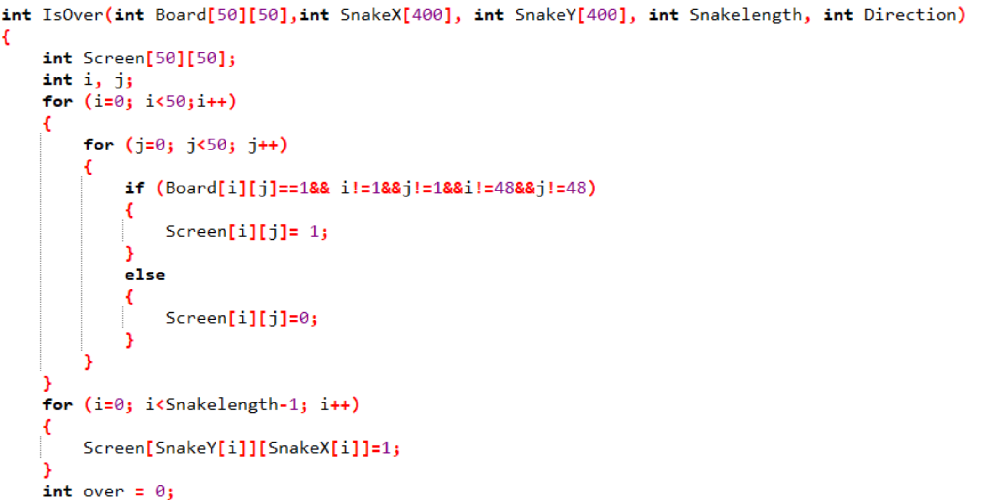 int IsOver(int Board[50][50],int SnakeX[400], int SnakeY[400], int Snakelength, int Direction)
{
    int Screen[50][50];
    int i, j;
    for (i=0; i<50;i++)
    {
        for (j=0; j<50; j++)
        {
            if (Board[i][j]==1&& i!=1&&j!=1&&i!=48&&j!=48)
            {
                Screen[i][j]= 1;
            }
            else
            {
                Screen[i][j]=0;
            }
        }
    }
    for (i=0; i<Snakelength-1; i++)
    {
        Screen[SnakeY[i]][SnakeX[i]]=1;
    }
    int over = 0;